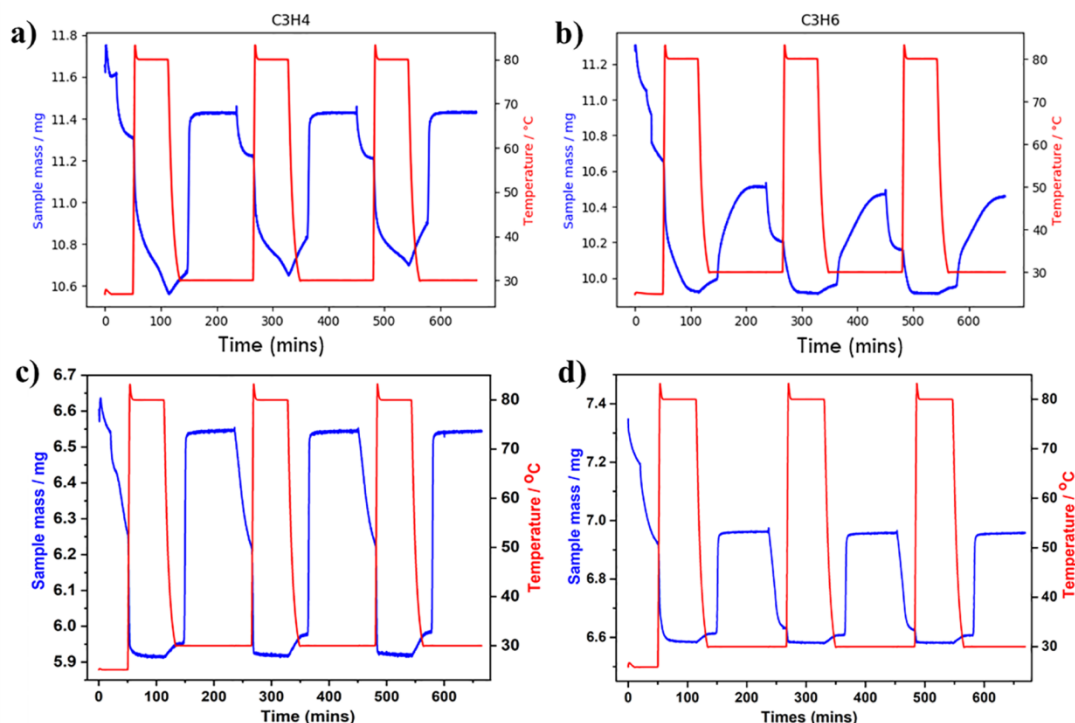 a)
C3H4
Sample mass / mg
11.8
11.6
11.4
11.2
11.0
10.8
10.6
0 100 200 300 400 500 600
Time (mins)
80
70
60
50
40
30
Temperature / °C
b)
C3H6
Sample mass / mg
11.2
11.0
10.8
10.6
10.4
10.2
10.0
0 100 200 300 400 500 600
Time (mins)
80
70
60
50
40
30
Temperature / °C
c)
Sample mass / mg
6.7
6.6
6.5
6.4
6.3
6.2
6.1
6.0
5.9
0 100 200 300 400 500 600
Time (mins)
80
70
60
50
40
30
Temperature / ºC
d)
Sample mass / mg
7.4
7.2
7.0
6.8
6.6
0 100 200 300 400 500 600
Times (mins)
80
70
60
50
40
30
Temperature / ºC